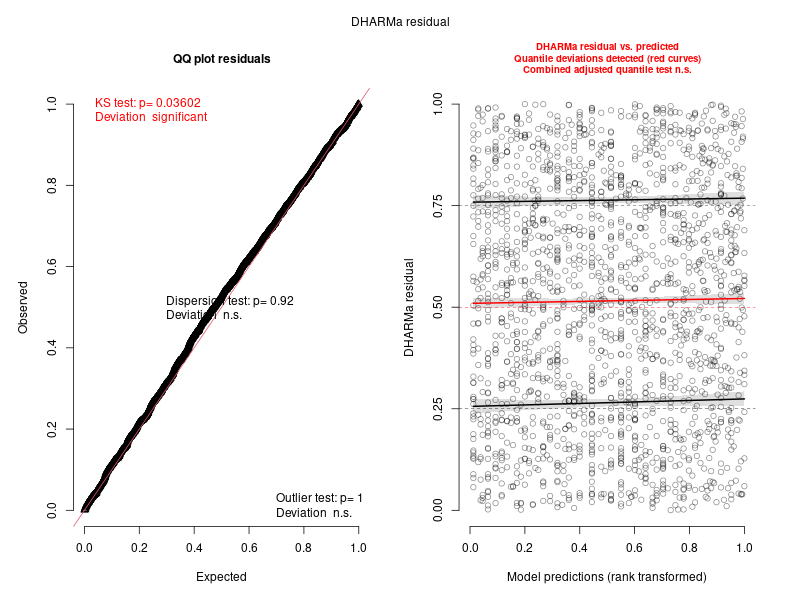 DHARMa residual
QQ plot residuals
KS test: p= 0.03602
Deviation significant
Dispersion test: p= 0.92
Deviation n.s.
Outlier test: p= 1
Deviation n.s.
Observed
0.0 0.2 0.4 0.6 0.8 1.0
0.0 0.2 0.4 0.6 0.8 1.0
Expected
DHARMa residual vs. predicted
Quantile deviations detected (red curves)
Combined adjusted quantile test n.s.
DHARMa residual
0.00 0.25 0.50 0.75 1.00
0.0 0.2 0.4 0.6 0.8 1.0
Model predictions (rank transformed)